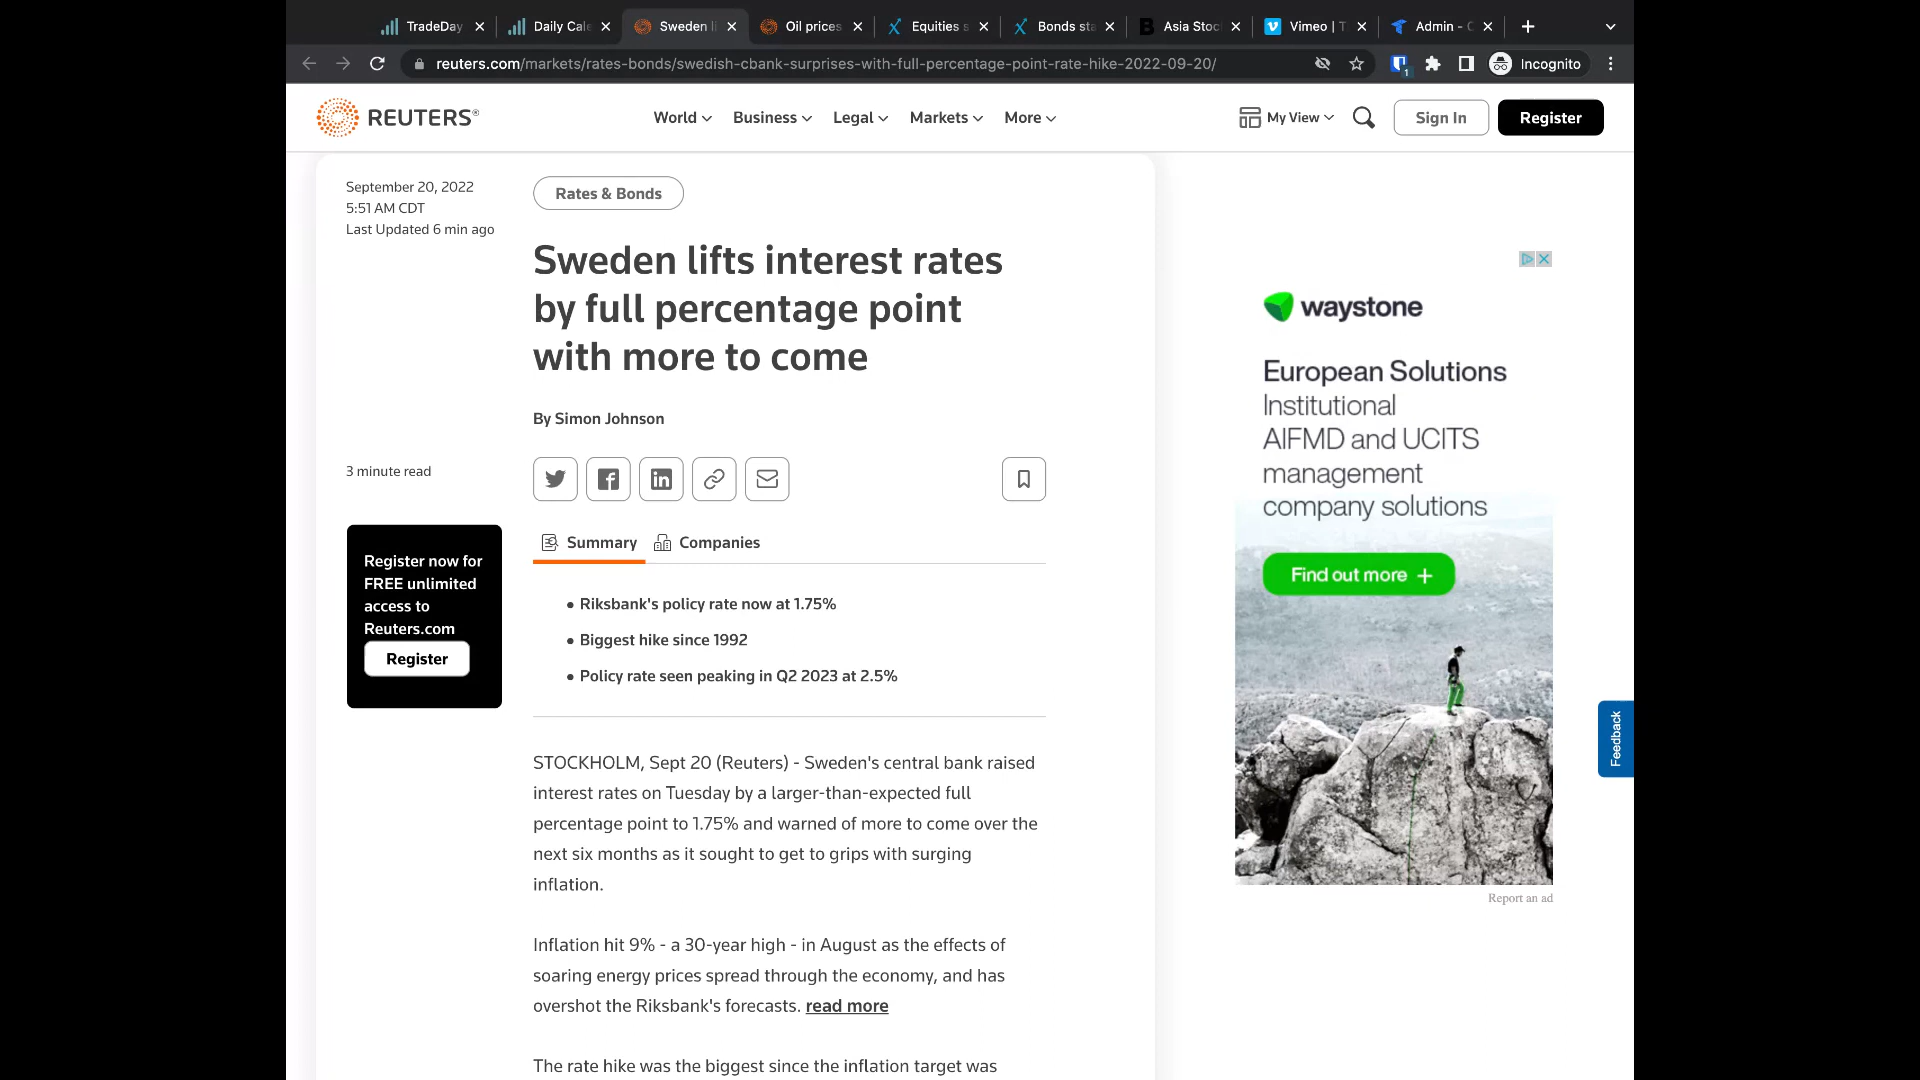 TradeDay
Daily Cale
Sweden li
Oil prices
Equities s
Bonds sta
Asia Stoc
Vimeo | T
Admin - C
reuters.com/markets/rates-bonds/swedish-cbank-surprises-with-full-percentage-point-rate-hike-2022-09-20/
1
Incognito
REUTERS®
World
Business
Legal
Markets
More
My View
Sign In
Register
September 20, 2022
5:51 AM CDT
Last Updated 6 min ago
Rates & Bonds
Sweden lifts interest rates
by full percentage point
with more to come
By Simon Johnson
3 minute read
Register now for
FREE unlimited
access to
Reuters.com
Register
Summary
Companies
• Riksbank's policy rate now at 1.75%
• Biggest hike since 1992
• Policy rate seen peaking in Q2 2023 at 2.5%
STOCKHOLM, Sept 20 (Reuters) - Sweden's central bank raised
interest rates on Tuesday by a larger-than-expected full
percentage point to 1.75% and warned of more to come over the
next six months as it sought to get to grips with surging
inflation.
Inflation hit 9% - a 30-year high - in August as the effects of
soaring energy prices spread through the economy, and has
overshot the Riksbank's forecasts. read more
The rate hike was the biggest since the inflation target was
waystone
European Solutions
Institutional
AIFMD and UCITS
management
company solutions
Find out more +
Report an ad
Feedback